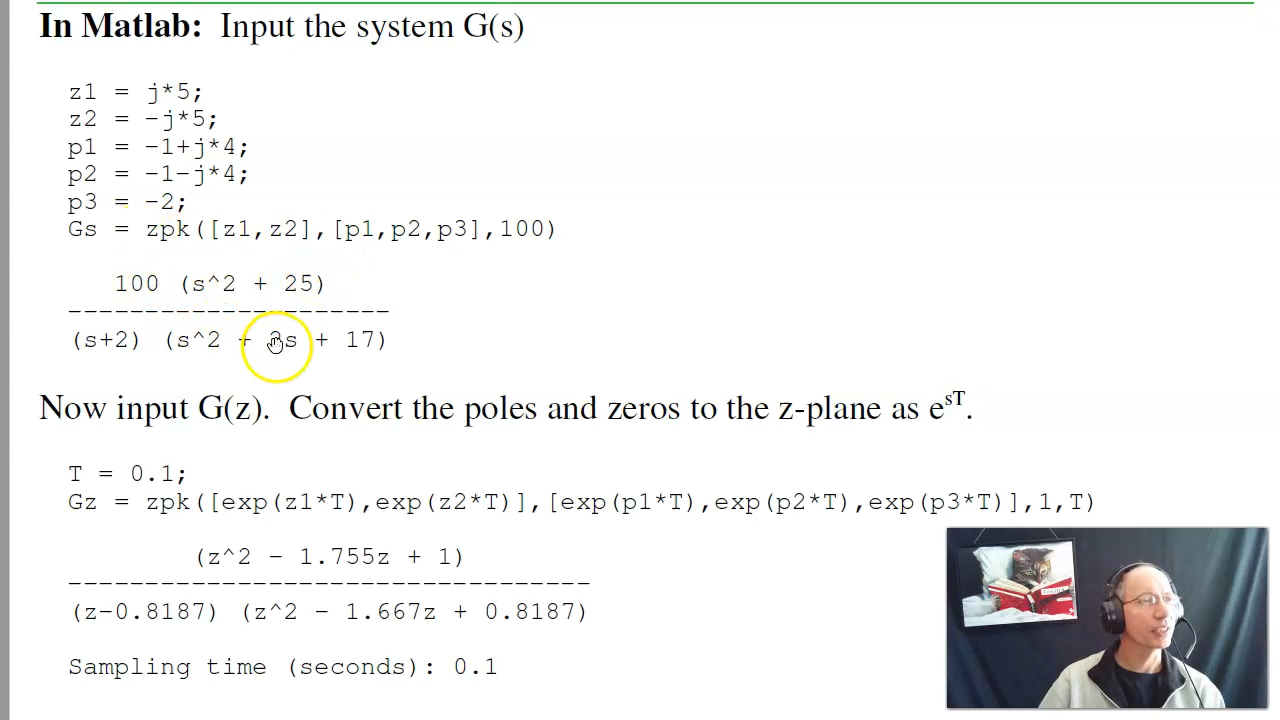 In Matlab: Input the system G(s)
z1 = j*5;
z2 = -j*5;
p1 = -1+j*4;
p2 = -1-j*4;
p3 = -2;
Gs = zpk([z1,z2],[p1,p2,p3],100)
100 (s^2 + 25)
---------------------
(s+2) (s^2 + 2s + 17)
Now input G(z). Convert the poles and zeros to the z-plane as e^sT.
T = 0.1;
Gz = zpk([exp(z1*T),exp(z2*T)],[exp(p1*T),exp(p2*T),exp(p3*T)],1,T)
(z^2 - 1.755z + 1)
----------------------------------
(z-0.8187) (z^2 - 1.667z + 0.8187)
Sampling time (seconds): 0.1